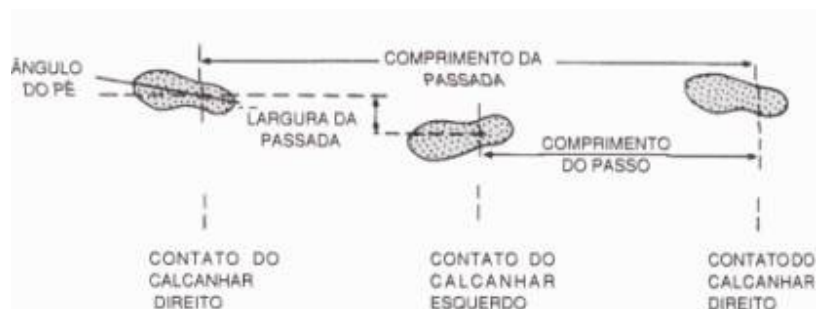 ÂNGULO
DO PÊ
COMPRIMENTO DA
PASSADA
LARGURA DA
PASSADA
COMPRIMENTO
DO PASSO
CONTATO DO
CALCANHAR
DIREITO
CONTATO DO
CALCANHAR
ESQUERDO
CONTATO DO
CALCANHAR
DIREITO